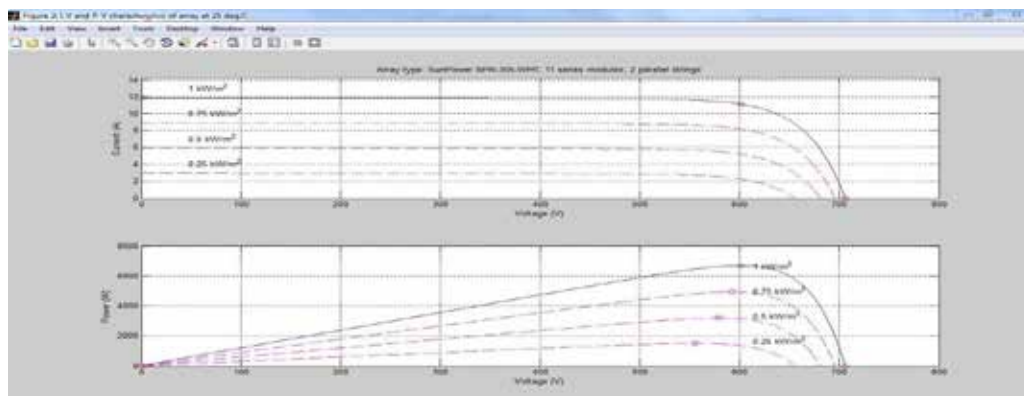 Figure 2: I-V and P-V characteristics of array at 25 deg.C
File Edit View Insert Tools Desktop Window Help
Array type: SunPower SPR-305-WHT; 11 series modules; 2 parallel strings
1 kW/m²
0.75 kW/m²
0.5 kW/m²
0.25 kW/m²
Current (A)
14
12
10
8
6
4
2
0
0 100 200 300 400 500 600 700 800
Voltage (V)
1 kW/m²
0.75 kW/m²
0.5 kW/m²
0.25 kW/m²
8000
6000
4000
2000
0
0 100 200 300 400 500 600 700 800
Voltage (V)